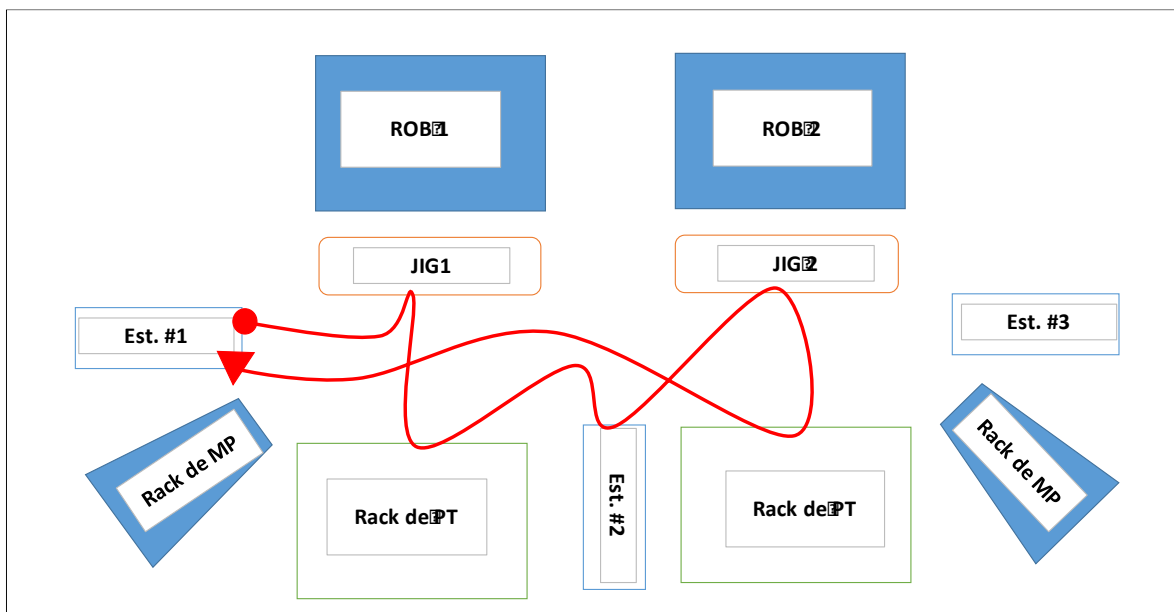 ROB 1
ROB 2
JIG1
JIG 2
Est. #1
Est. #3
Rack de MP
Rack de PT
Est. #2
Rack de PT
Rack de MP